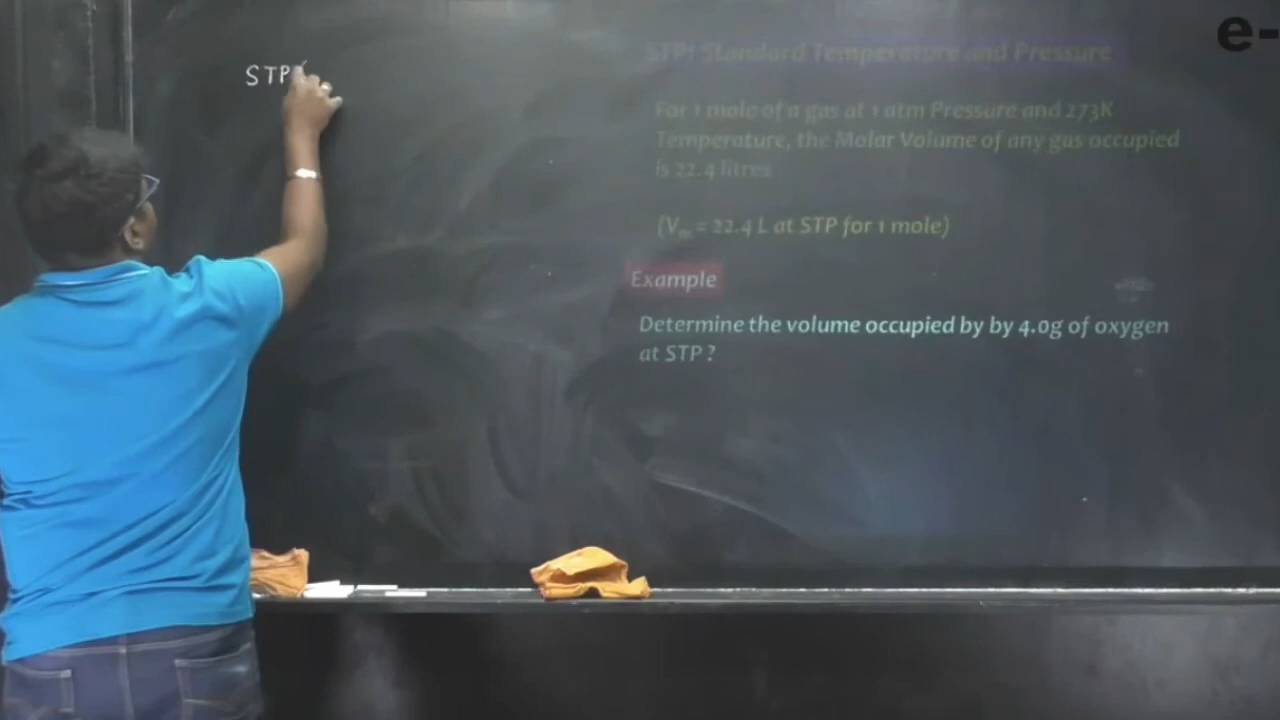 e-
STP
STP: Standard Temperature and Pressure
For 1 mole of a gas at 1 atm Pressure and 273K
Temperature, the Molar Volume of any gas occupied
is 22.4 litres
(Vm = 22.4 L at STP for 1 mole)
Example
Determine the volume occupied by by 4.0g of oxygen
at STP ?